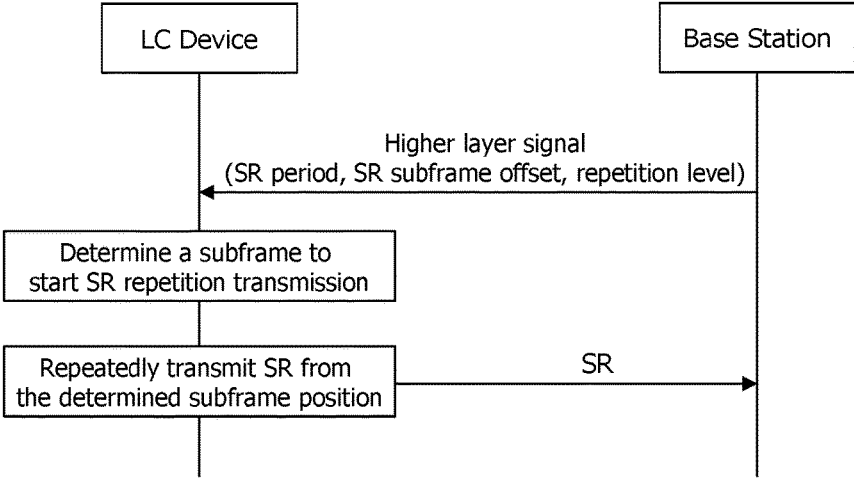 LC Device
Base Station
Higher layer signal
(SR period, SR subframe offset, repetition level)
Determine a subframe to
start SR repetition transmission
Repeatedly transmit SR from
the determined subframe position
SR